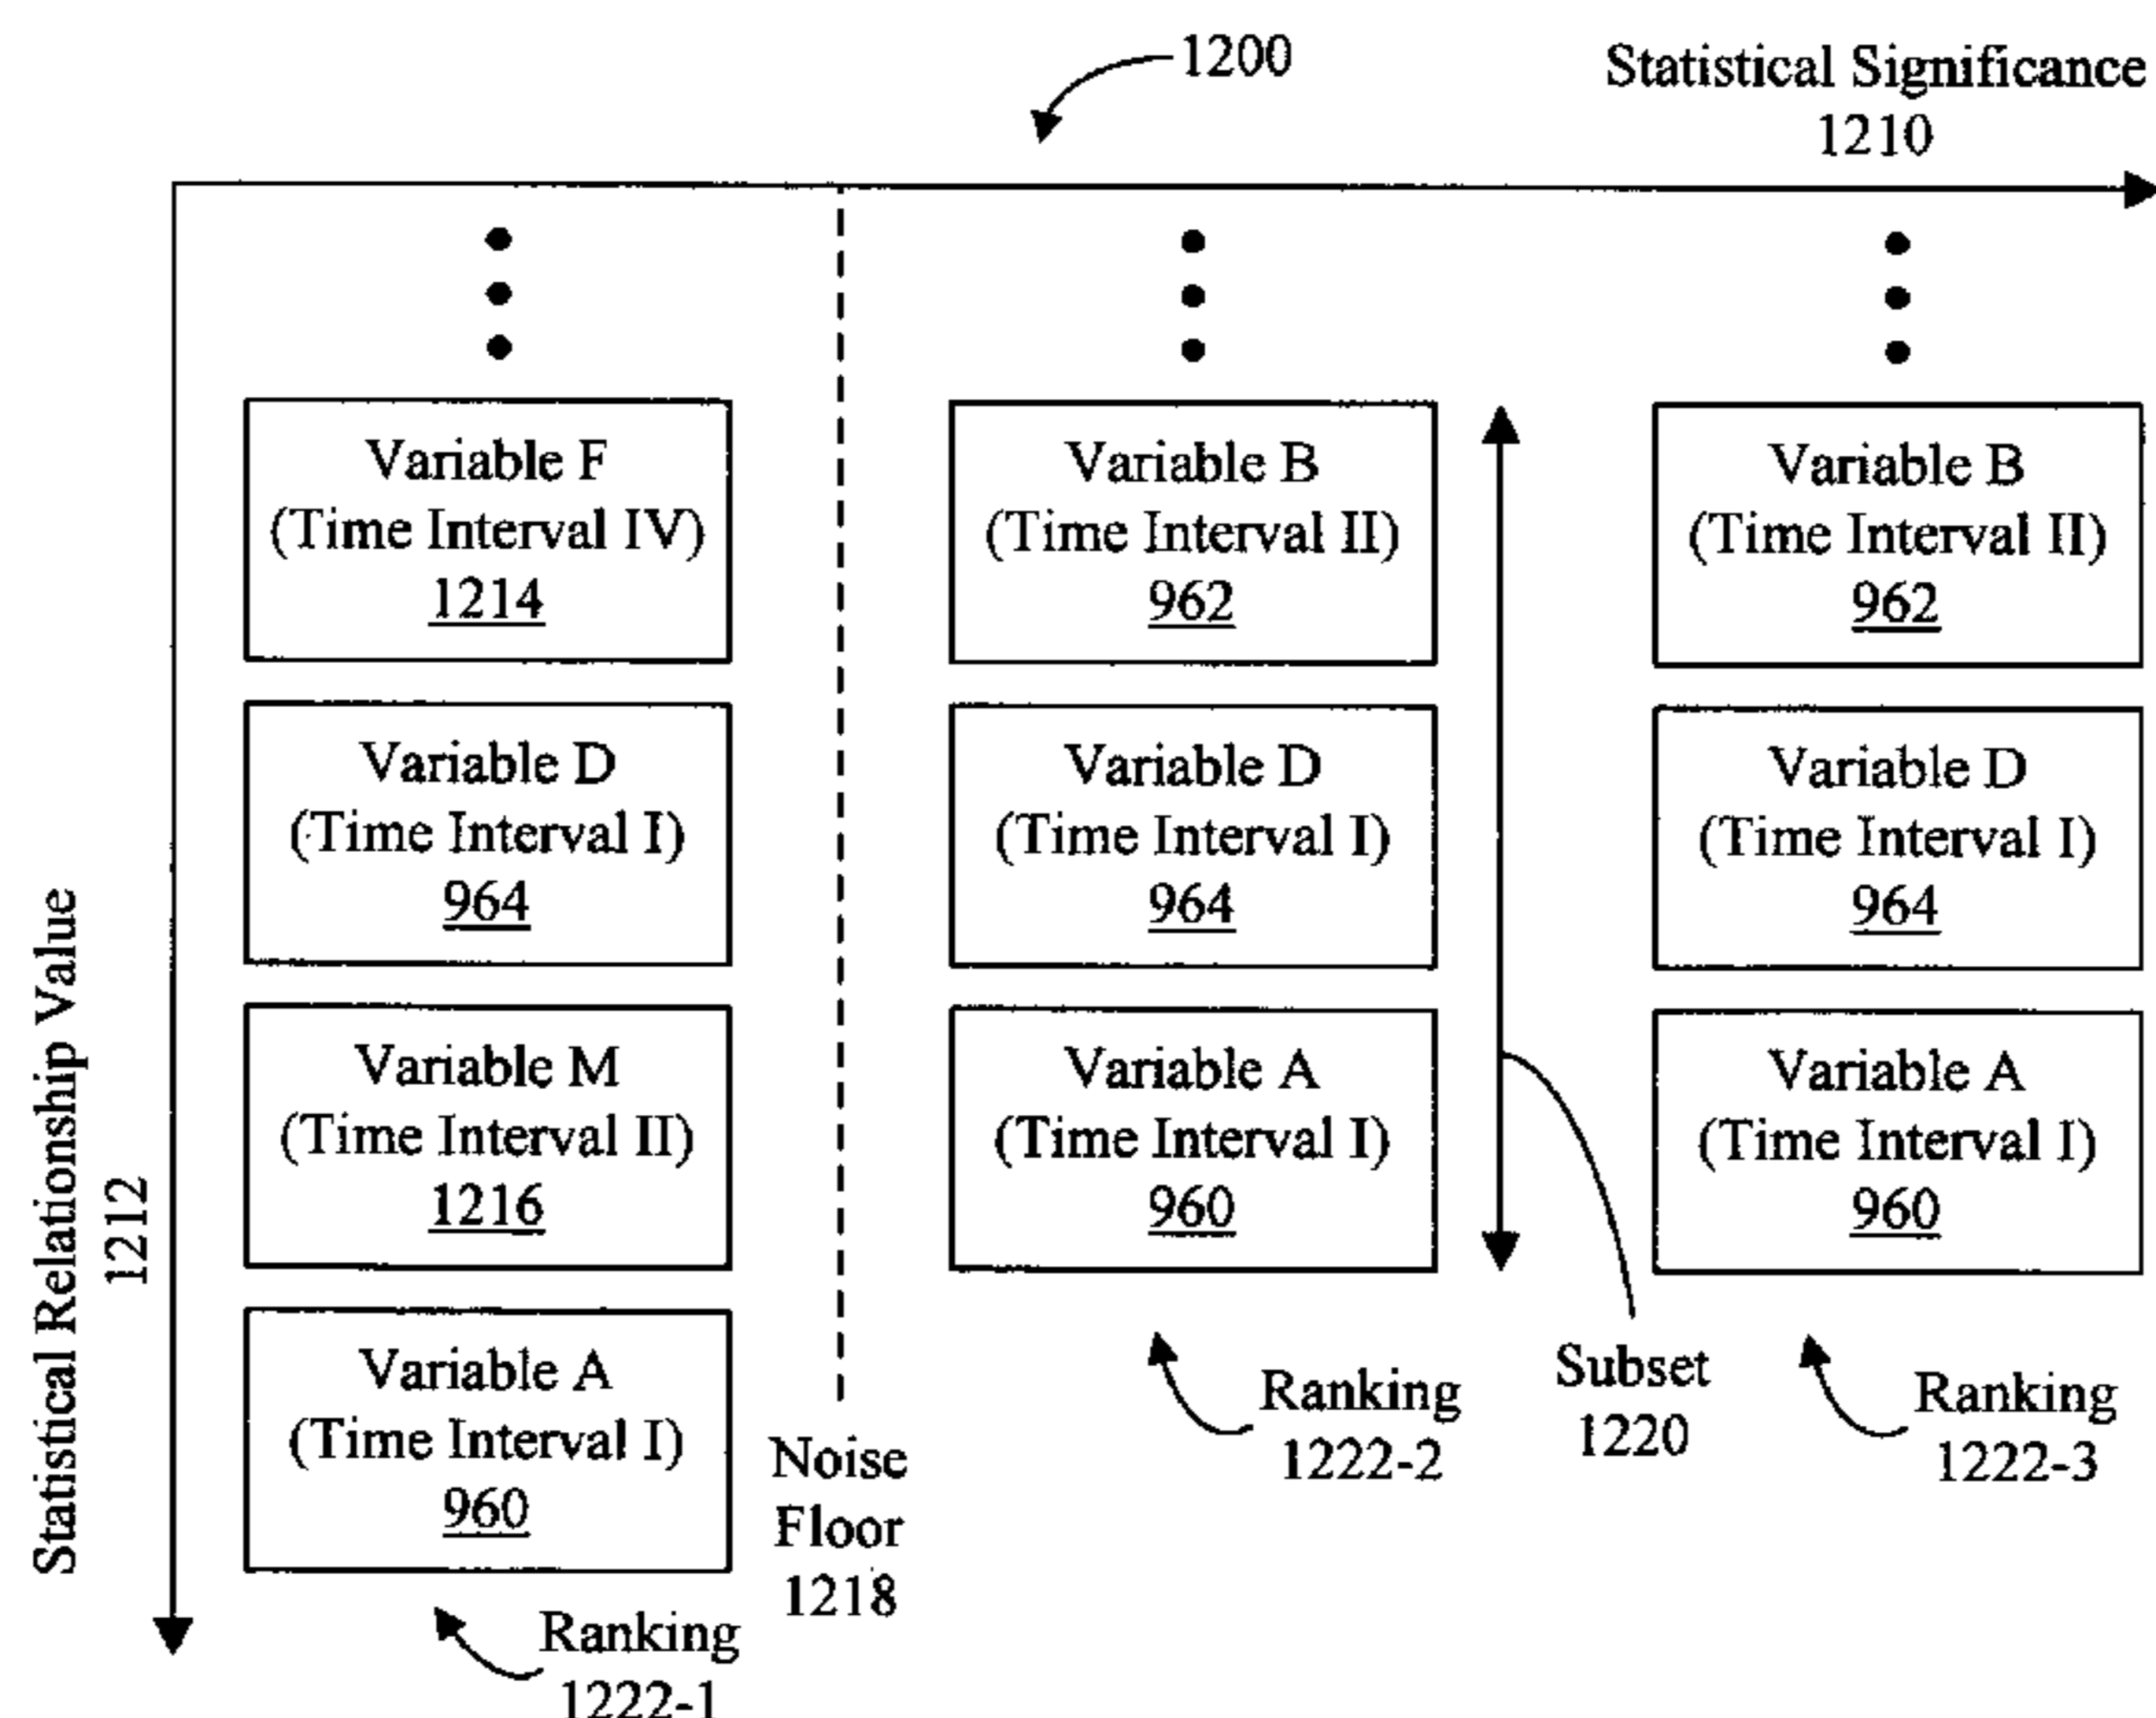 1200
Statistical Significance
1210
Statistical Relationship Value
1212
Variable F
(Time Interval IV)
1214
Variable D
(Time Interval I)
964
Variable M
(Time Interval II)
1216
Variable A
(Time Interval I)
960
Ranking
1222-1
Noise
Floor
1218
Variable B
(Time Interval II)
962
Variable D
(Time Interval I)
964
Variable A
(Time Interval I)
960
Ranking
1222-2
Subset
1220
Variable B
(Time Interval II)
962
Variable D
(Time Interval I)
964
Variable A
(Time Interval I)
960
Ranking
1222-3